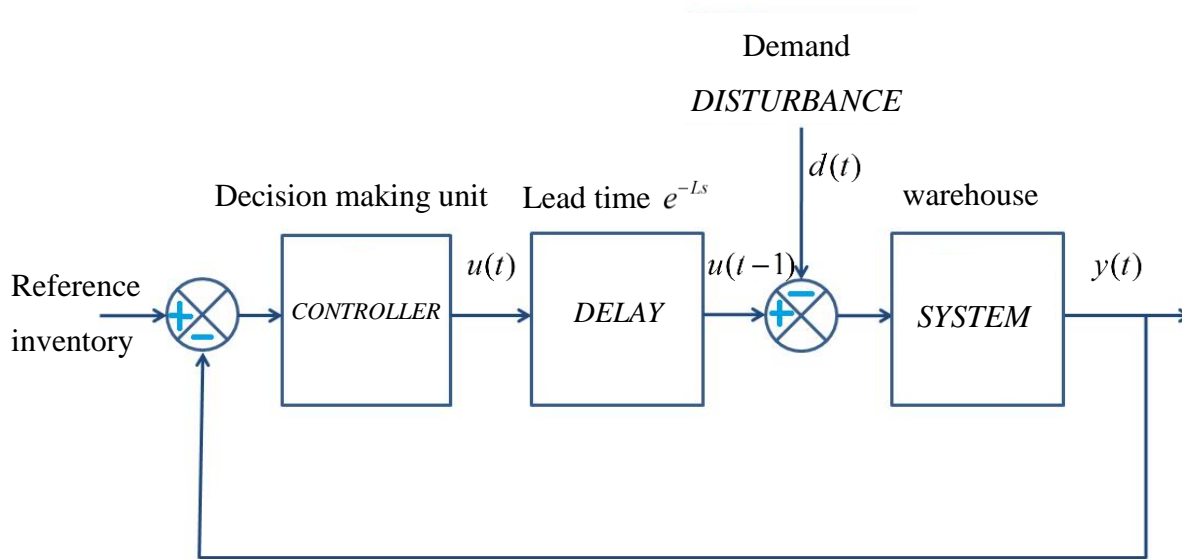 Demand
DISTURBANCE
d(t)
Decision making unit
Lead time e^{-Ls}
warehouse
Reference
inventory
+
−
CONTROLLER
u(t)
DELAY
u(t−1)
+
−
SYSTEM
y(t)